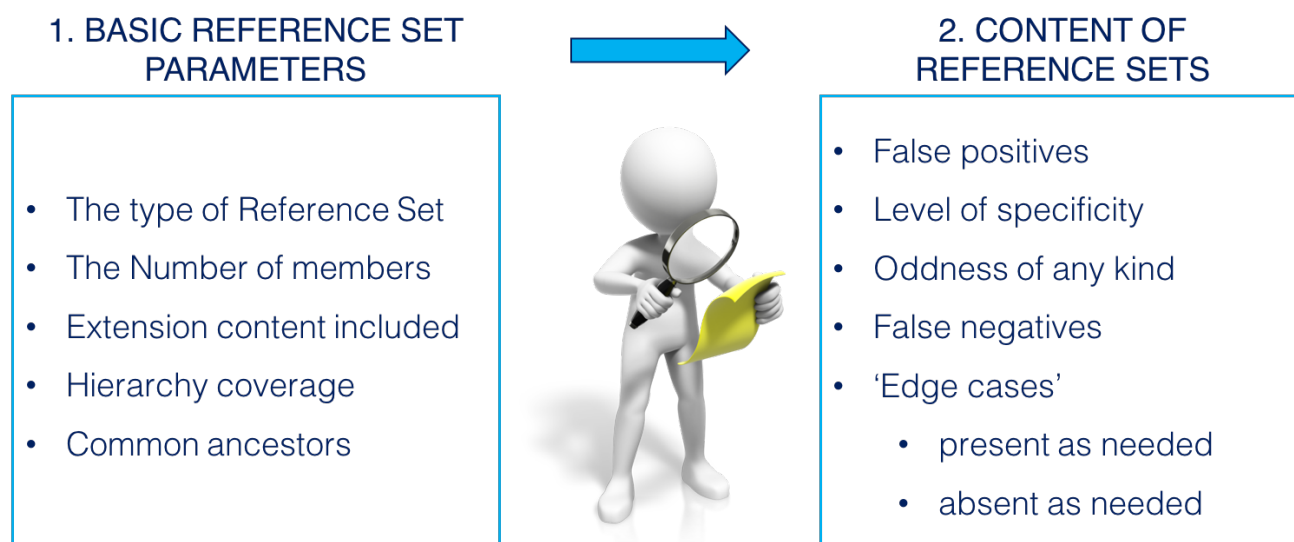 1. BASIC REFERENCE SET
PARAMETERS
• The type of Reference Set
• The Number of members
• Extension content included
• Hierarchy coverage
• Common ancestors
2. CONTENT OF
REFERENCE SETS
• False positives
• Level of specificity
• Oddness of any kind
• False negatives
• ‘Edge cases’
• present as needed
• absent as needed